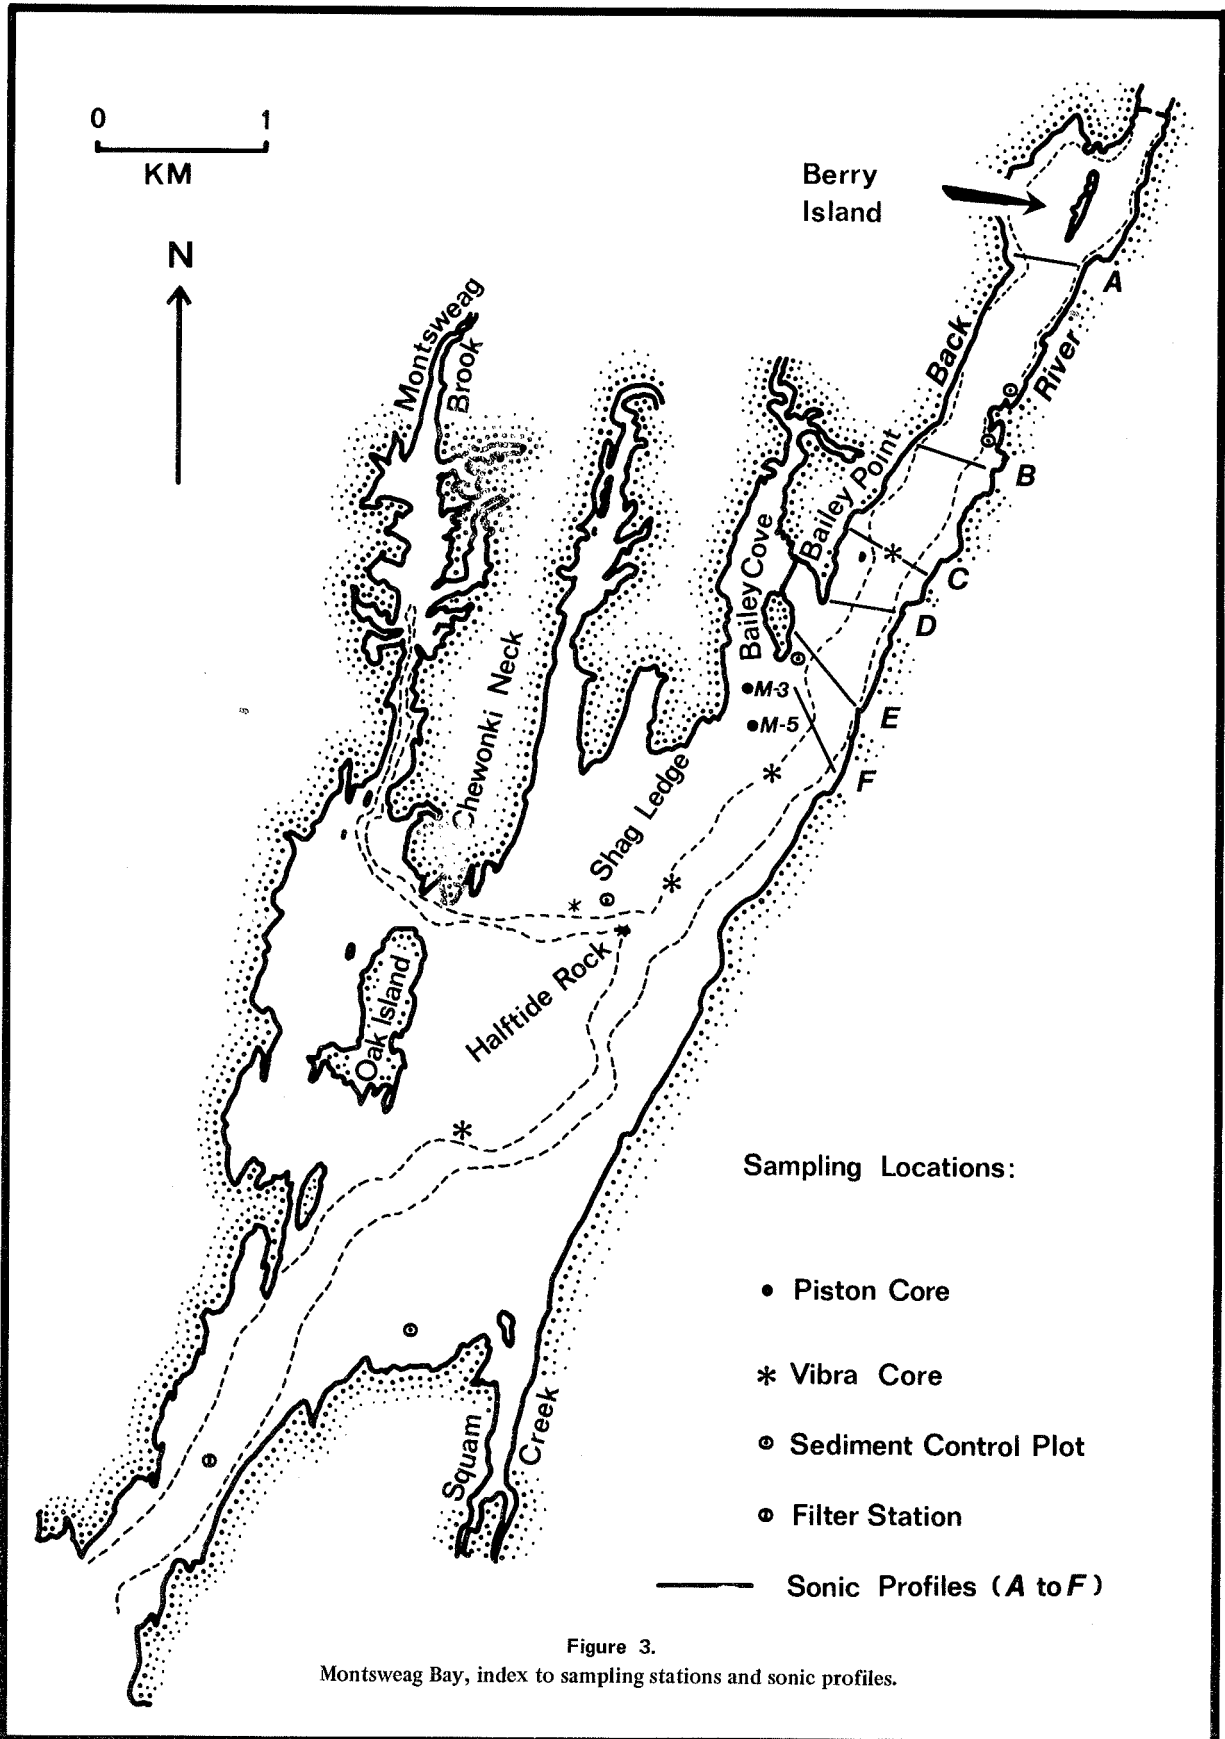 0 1
KM
N
Berry
Island
Montsweag
Brook
Back
River
A
B
C
D
E
F
Bailey Point
Bailey Cove
M-3
M-5
Chewonki Neck
Shag Ledge
Halftide Rock
Oak Island
Squam
Creek
Sampling Locations:
Piston Core
Vibra Core
Sediment Control Plot
Filter Station
Sonic Profiles (A to F)
Figure 3.
Montsweag Bay, index to sampling stations and sonic profiles.